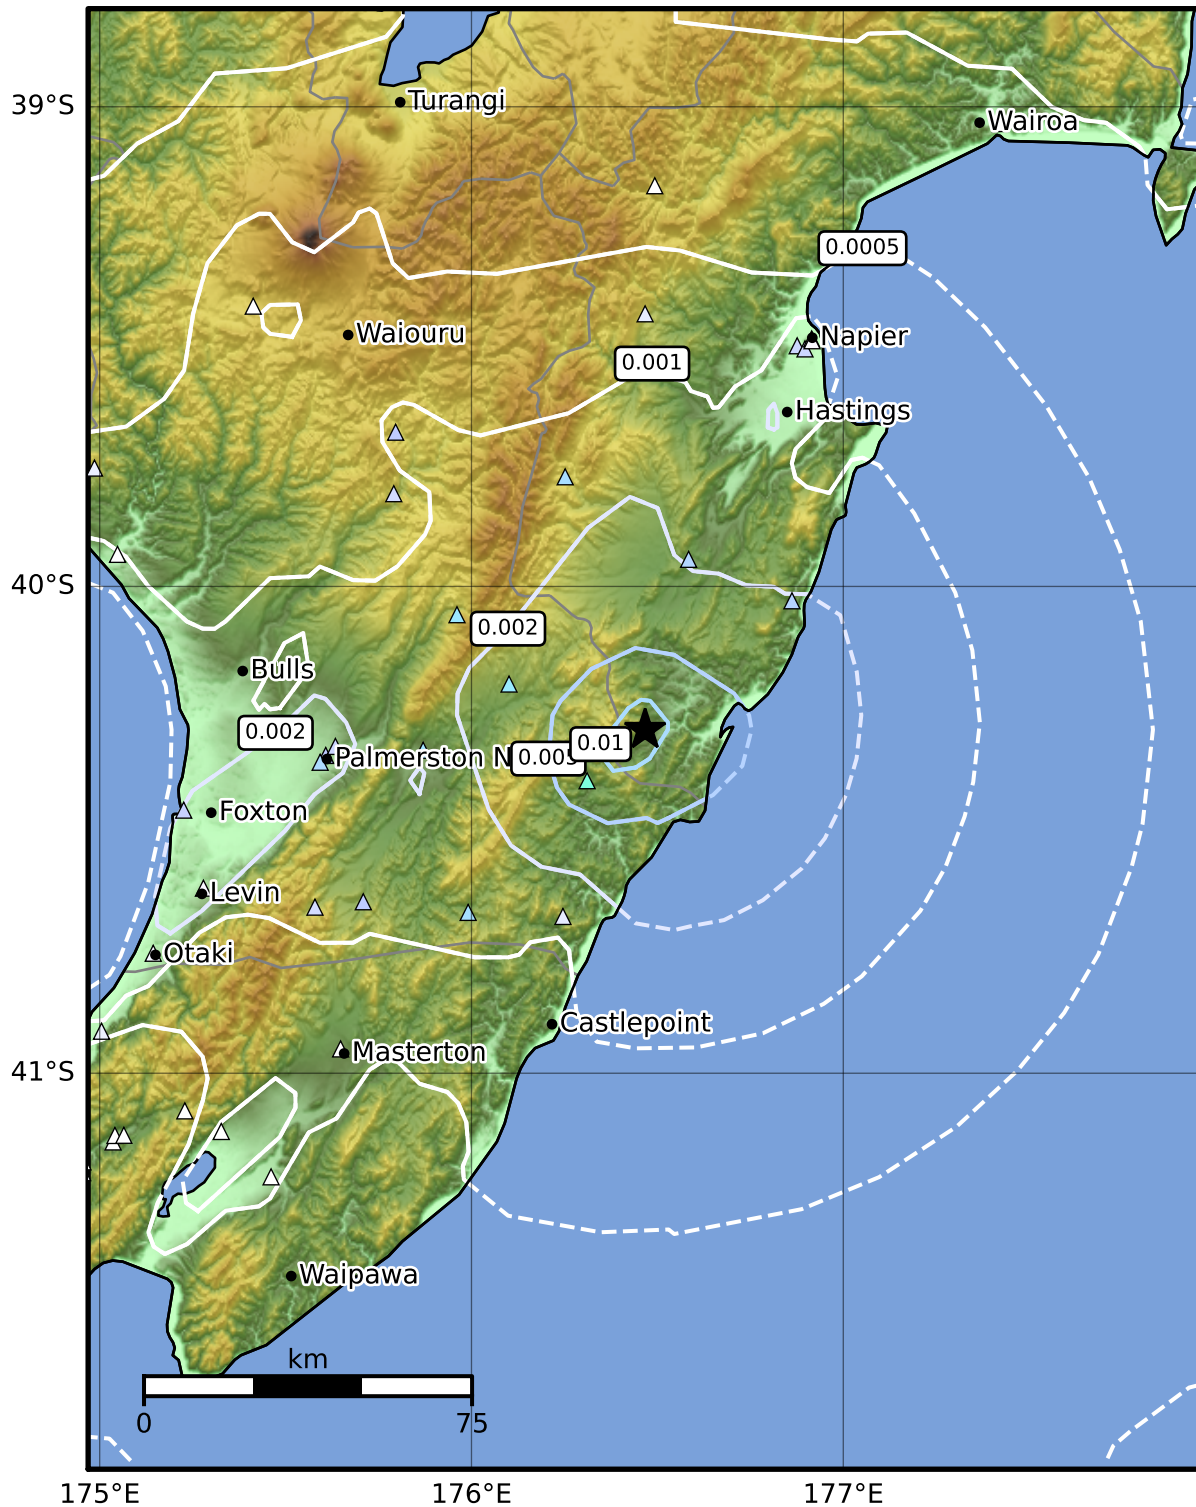 39°S
Turangi
Wairoa
0.0005
Waiouru
Napier
0.001
Hastings
40°S
0.002
Bulls
0.002
0.01
Palmerston N
Foxton
Levin
Otaki
Castlepoint
Masterton
41°S
Waipawa
km
0
75
175°E
176°E
177°E